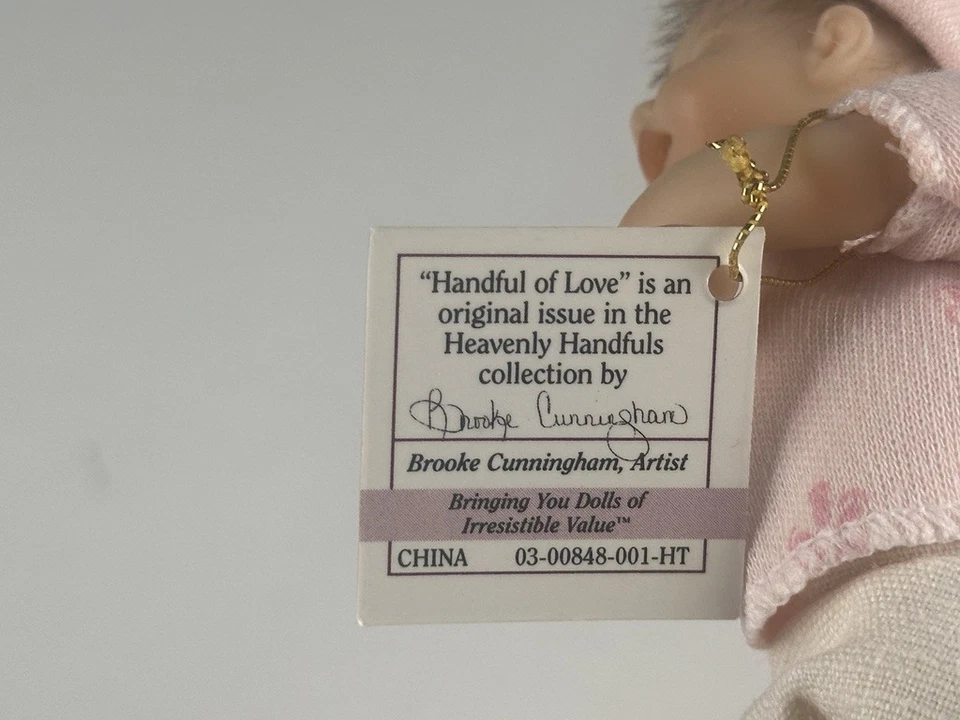 “Handful of Love” is an
original issue in the
Heavenly Handfuls
collection by
Brooke Cunningham
Brooke Cunningham, Artist
Bringing You Dolls of
Irresistible Value™
CHINA 03-00848-001-HT